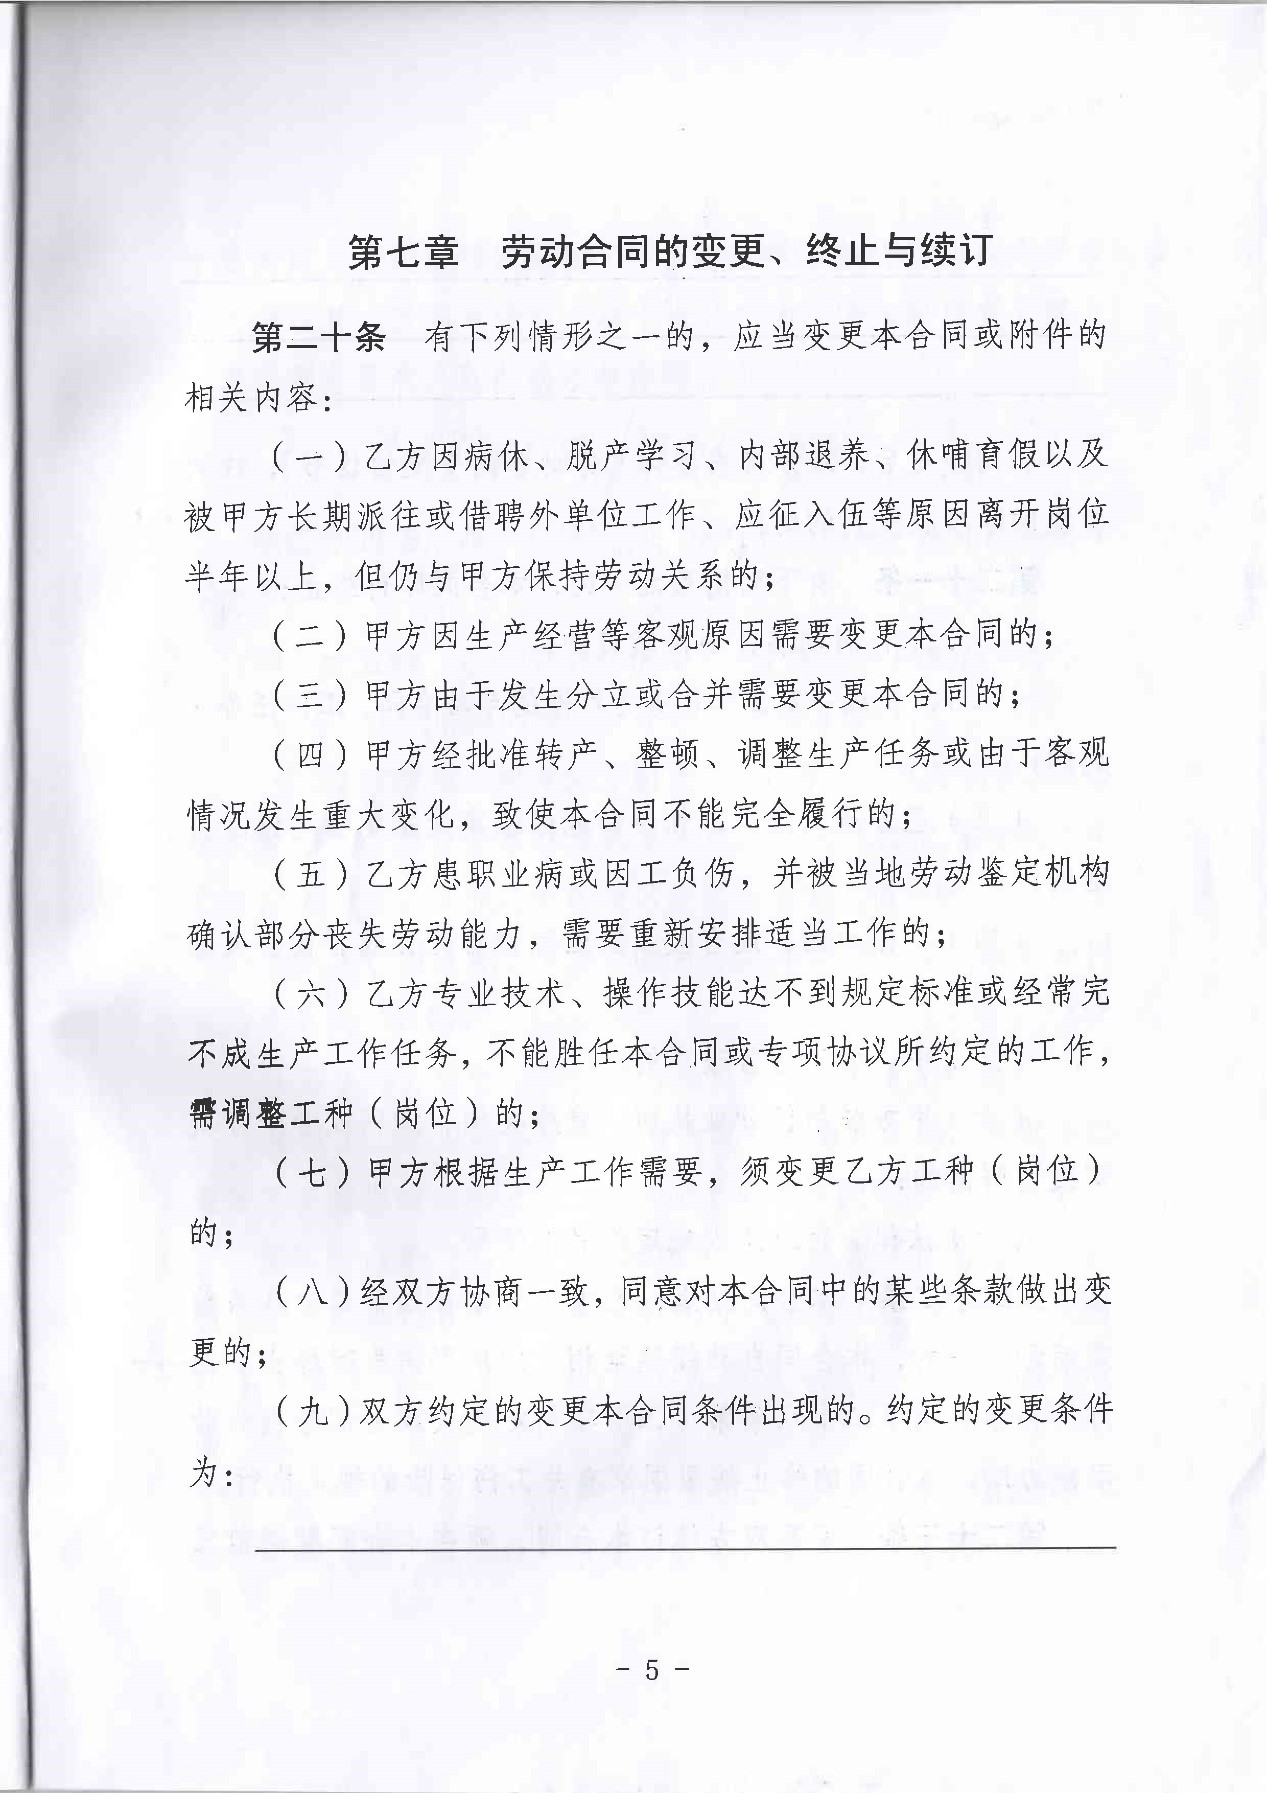 第七章　劳动合同的变更、终止与续订
第二十条　有下列情形之一的，应当变更本合同或附件的
相关内容：
（一）乙方因病休、脱产学习、内部退养、休哺育假以及
被甲方长期派往或借聘外单位工作、应征入伍等原因离开岗位
半年以上，但仍与甲方保持劳动关系的；
（二）甲方因生产经营等客观原因需要变更本合同的；
（三）甲方由于发生分立或合并需要变更本合同的；
（四）甲方经批准转产、整顿、调整生产任务或由于客观
情况发生重大变化，致使本合同不能完全履行的；
（五）乙方患职业病或因工负伤，并被当地劳动鉴定机构
确认部分丧失劳动能力，需要重新安排适当工作的；
（六）乙方专业技术、操作技能达不到规定标准或经常完
不成生产工作任务，不能胜任本合同或专项协议所约定的工作，
需调整工种（岗位）的；
（七）甲方根据生产工作需要，须变更乙方工种（岗位）
的；
（八）经双方协商一致，同意对本合同中的某些条款做出变
更的；
（九）双方约定的变更本合同条件出现的。约定的变更条件
为：
- 5 -